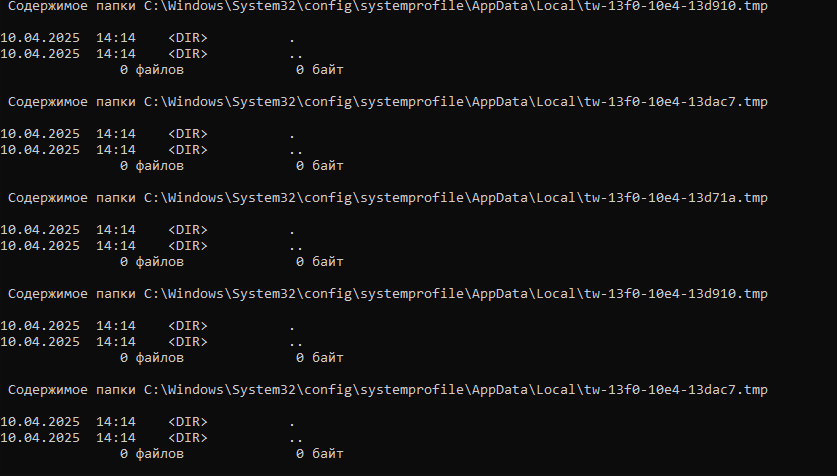 Содержимое папки C:\Windows\System32\config\systemprofile\AppData\Local\tw-13f0-10e4-13d910.tmp
10.04.2025  14:14    <DIR>          .
10.04.2025  14:14    <DIR>          ..
               0 файлов              0 байт
Содержимое папки C:\Windows\System32\config\systemprofile\AppData\Local\tw-13f0-10e4-13dac7.tmp
10.04.2025  14:14    <DIR>          .
10.04.2025  14:14    <DIR>          ..
               0 файлов              0 байт
Содержимое папки C:\Windows\System32\config\systemprofile\AppData\Local\tw-13f0-10e4-13d71a.tmp
10.04.2025  14:14    <DIR>          .
10.04.2025  14:14    <DIR>          ..
               0 файлов              0 байт
Содержимое папки C:\Windows\System32\config\systemprofile\AppData\Local\tw-13f0-10e4-13d910.tmp
10.04.2025  14:14    <DIR>          .
10.04.2025  14:14    <DIR>          ..
               0 файлов              0 байт
Содержимое папки C:\Windows\System32\config\systemprofile\AppData\Local\tw-13f0-10e4-13dac7.tmp
10.04.2025  14:14    <DIR>          .
10.04.2025  14:14    <DIR>          ..
               0 файлов              0 байт